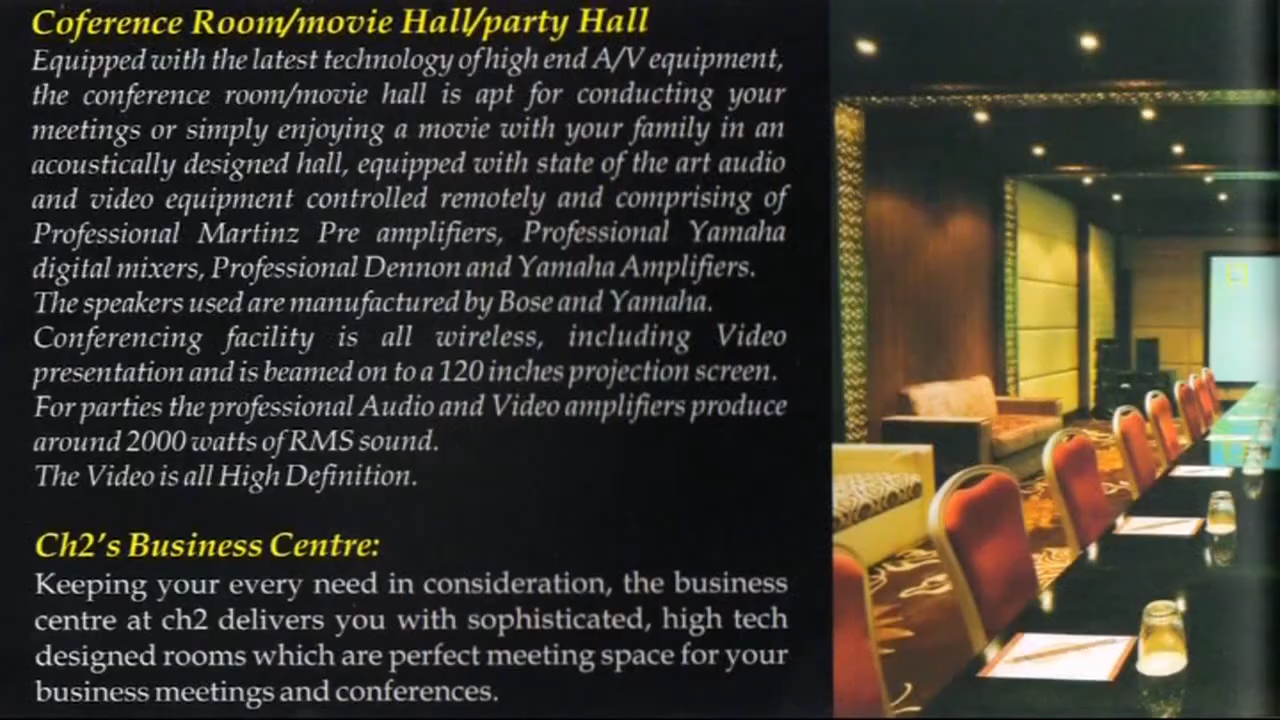 Coference Room/movie Hall/party Hall
Equipped with the latest technology of high end A/V equipment,
the conference room/movie hall is apt for conducting your
meetings or simply enjoying a movie with your family in an
acoustically designed hall, equipped with state of the art audio
and video equipment controlled remotely and comprising of
Professional Martinz Pre amplifiers, Professional Yamaha
digital mixers, Professional Dennon and Yamaha Amplifiers.
The speakers used are manufactured by Bose and Yamaha.
Conferencing facility is all wireless, including Video
presentation and is beamed on to a 120 inches projection screen.
For parties the professional Audio and Video amplifiers produce
around 2000 watts of RMS sound.
The Video is all High Definition.
Ch2's Business Centre:
Keeping your every need in consideration, the business
centre at ch2 delivers you with sophisticated, high tech
designed rooms which are perfect meeting space for your
business meetings and conferences.